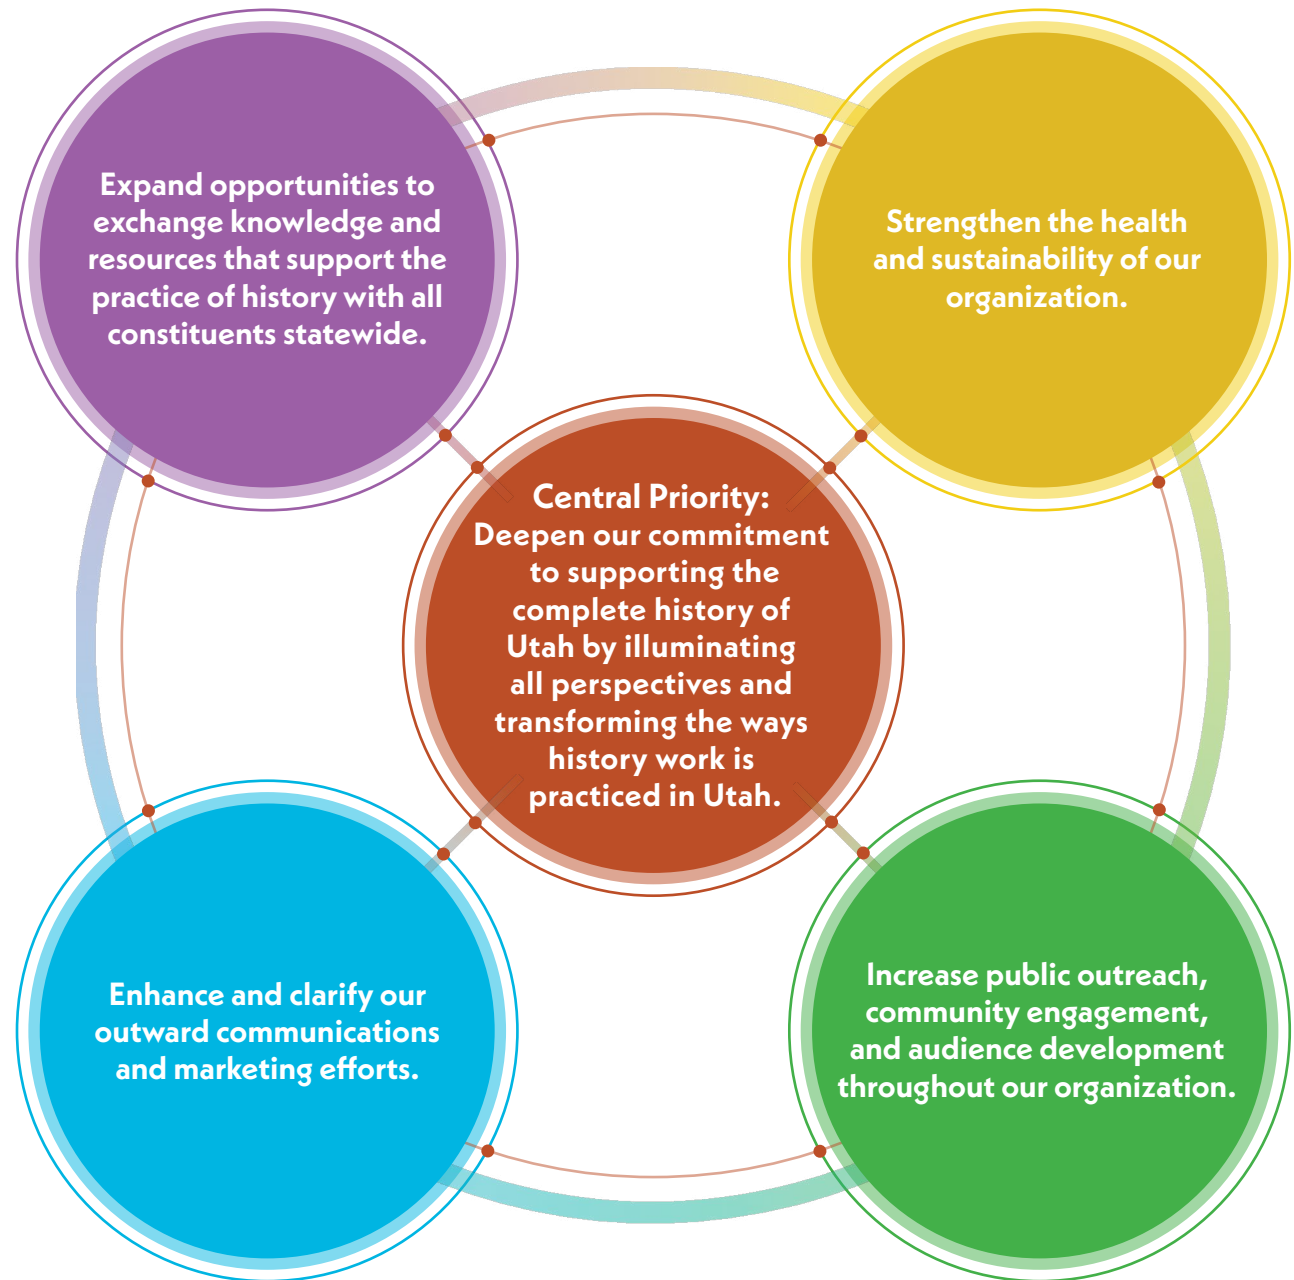 Expand opportunities to
exchange knowledge and
resources that support the
practice of history with all
constituents statewide.
Strengthen the health
and sustainability of our
organization.
Central Priority:
Deepen our commitment
to supporting the
complete history of
Utah by illuminating
all perspectives and
transforming the ways
history work is
practiced in Utah.
Enhance and clarify our
outward communications
and marketing efforts.
Increase public outreach,
community engagement,
and audience development
throughout our organization.